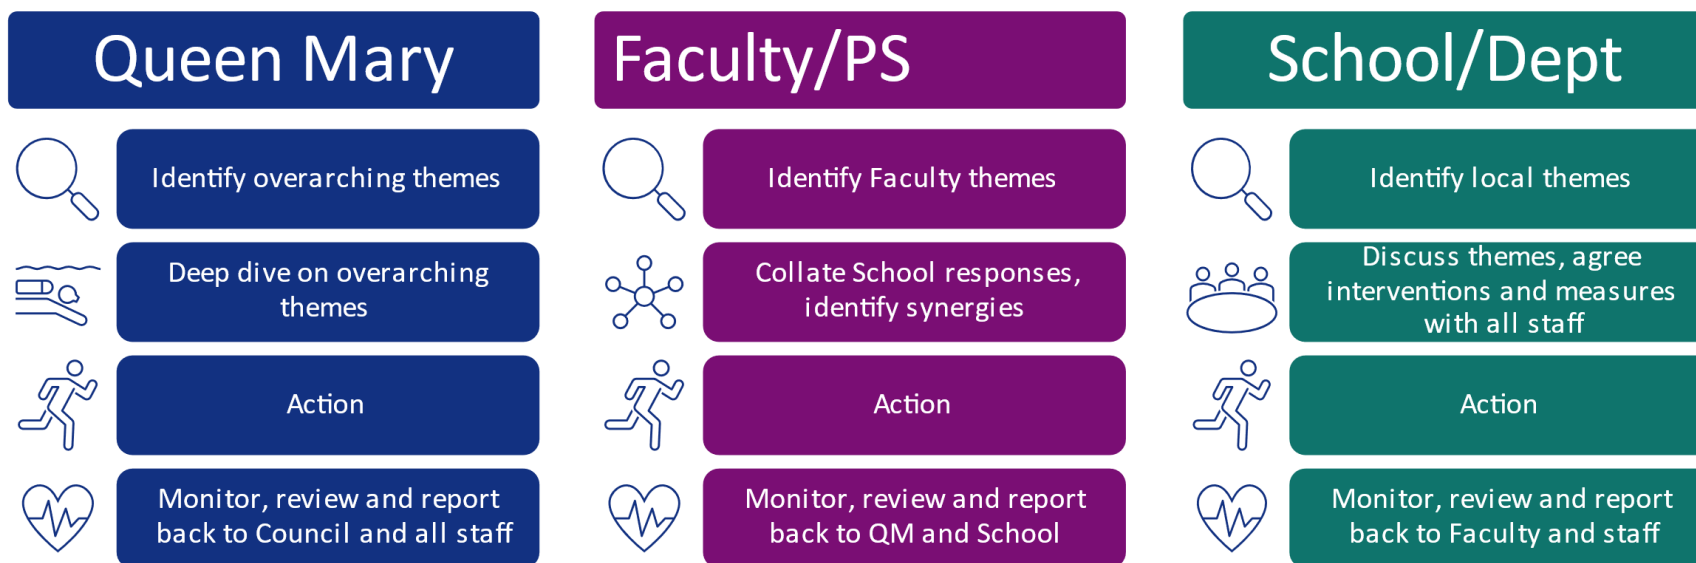 Queen Mary
Identify overarching themes
Deep dive on overarching
themes
Action
Monitor, review and report
back to Council and all staff
Faculty/PS
Identify Faculty themes
Collate School responses,
identify synergies
Action
Monitor, review and report
back to QM and School
School/Dept
Identify local themes
Discuss themes, agree
interventions and measures
with all staff
Action
Monitor, review and report
back to Faculty and staff